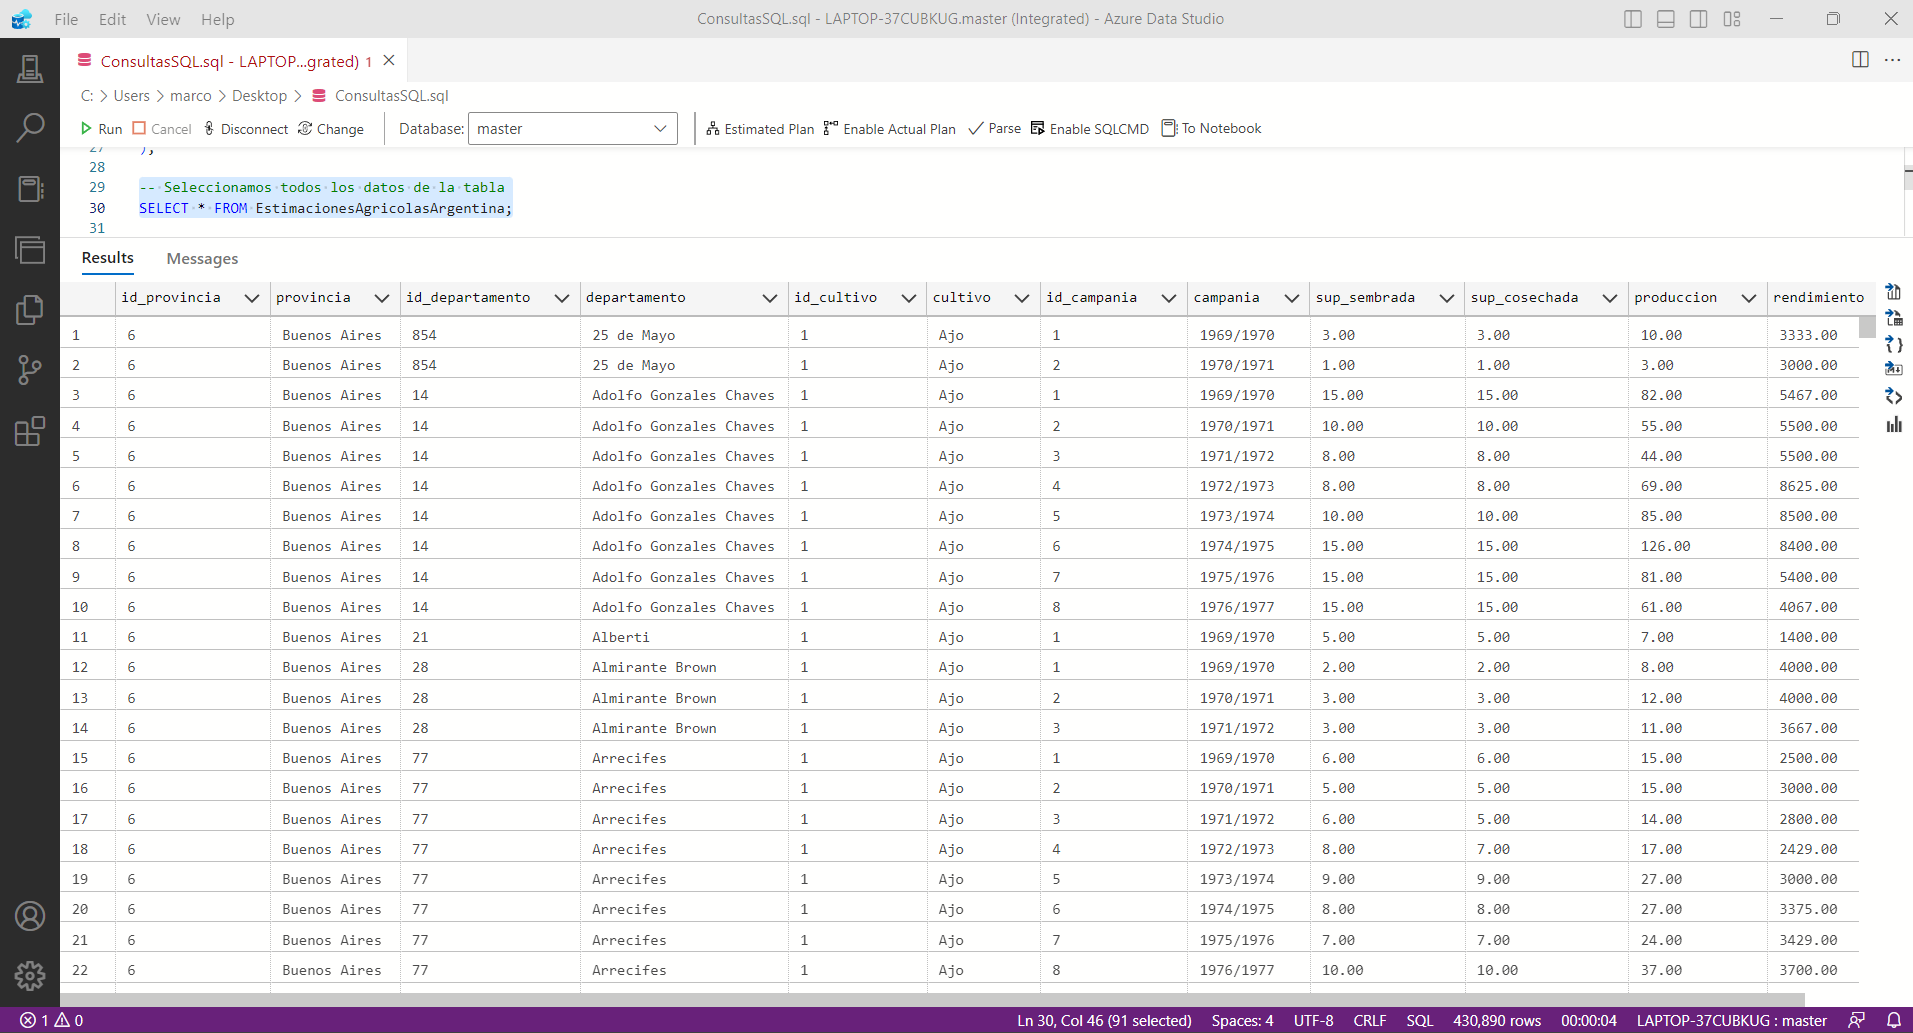 File Edit View Help ConsultasSQL.sql - LAPTOP-37CUBKUG.master (Integrated) - Azure Data Studio
ConsultasSQL.sql - LAPTOP...grated) 1
C: > Users > marco > Desktop > ConsultasSQL.sql
Run Cancel Disconnect Change Database: master Estimated Plan Enable Actual Plan Parse Enable SQLCMD To Notebook
27 );
28
29 -- Seleccionamos todos los datos de la tabla
30 SELECT * FROM EstimacionesAgricolasArgentina;
31
Results Messages
id_provincia provincia id_departamento departamento id_cultivo cultivo id_campania campania sup_sembrada sup_cosechada produccion rendimiento
1 6 Buenos Aires 854 25 de Mayo 1 Ajo 1 1969/1970 3.00 3.00 10.00 3333.00
2 6 Buenos Aires 854 25 de Mayo 1 Ajo 2 1970/1971 1.00 1.00 3.00 3000.00
3 6 Buenos Aires 14 Adolfo Gonzales Chaves 1 Ajo 1 1969/1970 15.00 15.00 82.00 5467.00
4 6 Buenos Aires 14 Adolfo Gonzales Chaves 1 Ajo 2 1970/1971 10.00 10.00 55.00 5500.00
5 6 Buenos Aires 14 Adolfo Gonzales Chaves 1 Ajo 3 1971/1972 8.00 8.00 44.00 5500.00
6 6 Buenos Aires 14 Adolfo Gonzales Chaves 1 Ajo 4 1972/1973 8.00 8.00 69.00 8625.00
7 6 Buenos Aires 14 Adolfo Gonzales Chaves 1 Ajo 5 1973/1974 10.00 10.00 85.00 8500.00
8 6 Buenos Aires 14 Adolfo Gonzales Chaves 1 Ajo 6 1974/1975 15.00 15.00 126.00 8400.00
9 6 Buenos Aires 14 Adolfo Gonzales Chaves 1 Ajo 7 1975/1976 15.00 15.00 81.00 5400.00
10 6 Buenos Aires 14 Adolfo Gonzales Chaves 1 Ajo 8 1976/1977 15.00 15.00 61.00 4067.00
11 6 Buenos Aires 21 Alberti 1 Ajo 1 1969/1970 5.00 5.00 7.00 1400.00
12 6 Buenos Aires 28 Almirante Brown 1 Ajo 1 1969/1970 2.00 2.00 8.00 4000.00
13 6 Buenos Aires 28 Almirante Brown 1 Ajo 2 1970/1971 3.00 3.00 12.00 4000.00
14 6 Buenos Aires 28 Almirante Brown 1 Ajo 3 1971/1972 3.00 3.00 11.00 3667.00
15 6 Buenos Aires 77 Arrecifes 1 Ajo 1 1969/1970 6.00 6.00 15.00 2500.00
16 6 Buenos Aires 77 Arrecifes 1 Ajo 2 1970/1971 5.00 5.00 15.00 3000.00
17 6 Buenos Aires 77 Arrecifes 1 Ajo 3 1971/1972 6.00 5.00 14.00 2800.00
18 6 Buenos Aires 77 Arrecifes 1 Ajo 4 1972/1973 8.00 7.00 17.00 2429.00
19 6 Buenos Aires 77 Arrecifes 1 Ajo 5 1973/1974 9.00 9.00 27.00 3000.00
20 6 Buenos Aires 77 Arrecifes 1 Ajo 6 1974/1975 8.00 8.00 27.00 3375.00
21 6 Buenos Aires 77 Arrecifes 1 Ajo 7 1975/1976 7.00 7.00 24.00 3429.00
22 6 Buenos Aires 77 Arrecifes 1 Ajo 8 1976/1977 10.00 10.00 37.00 3700.00
1 0 Ln 30, Col 46 (91 selected) Spaces: 4 UTF-8 CRLF SQL 430,890 rows 00:00:04 LAPTOP-37CUBKUG : master